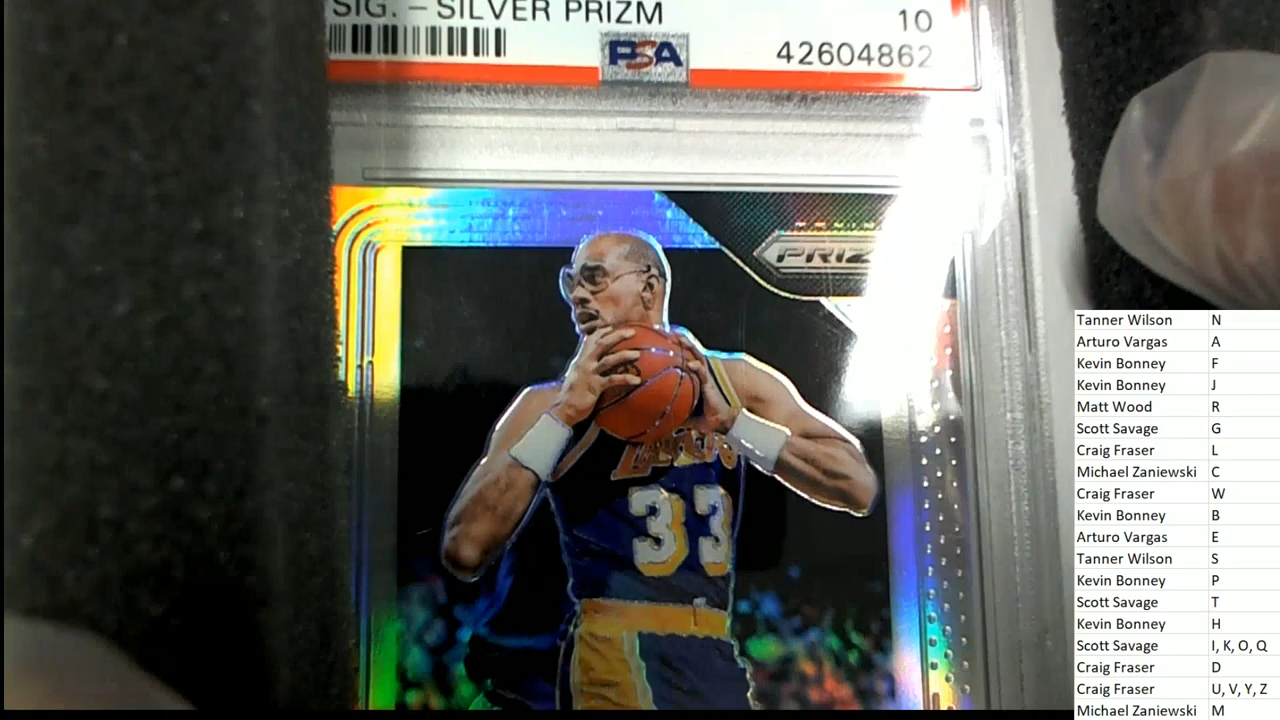 SIG. – SILVER PRIZM
10
PSA
42604862
PRIZ
LAKERS
33
Tanner Wilson N
Arturo Vargas A
Kevin Bonney F
Kevin Bonney J
Matt Wood R
Scott Savage G
Craig Fraser L
Michael Zaniewski C
Craig Fraser W
Kevin Bonney B
Arturo Vargas E
Tanner Wilson S
Kevin Bonney P
Scott Savage T
Kevin Bonney H
Scott Savage I, K, O, Q
Craig Fraser D
Craig Fraser U, V, Y, Z
Michael Zaniewski M